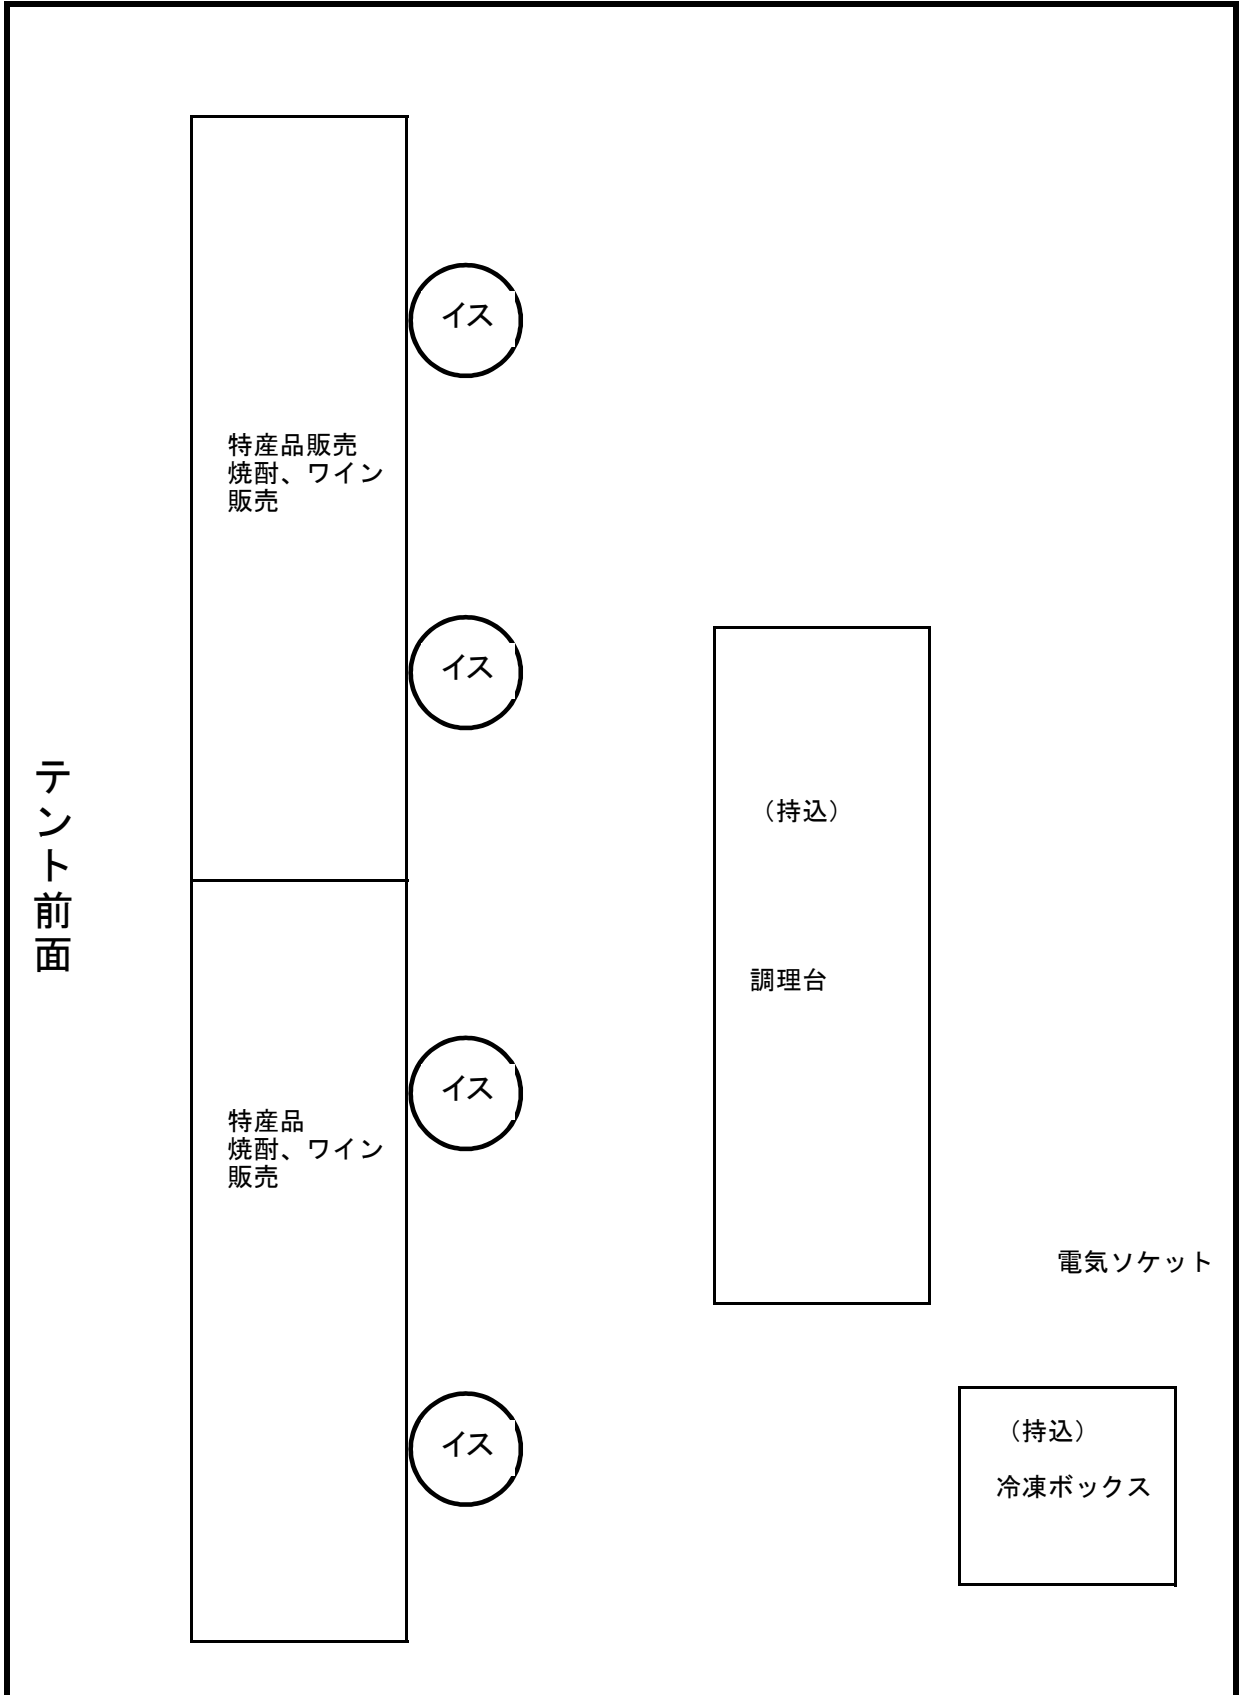 テント前面
特産品販売
焼酎、ワイン
販売
イス
イス
特産品
焼酎、ワイン
販売
イス
イス
（持込）
調理台
電気ソケット
（持込）
冷凍ボックス